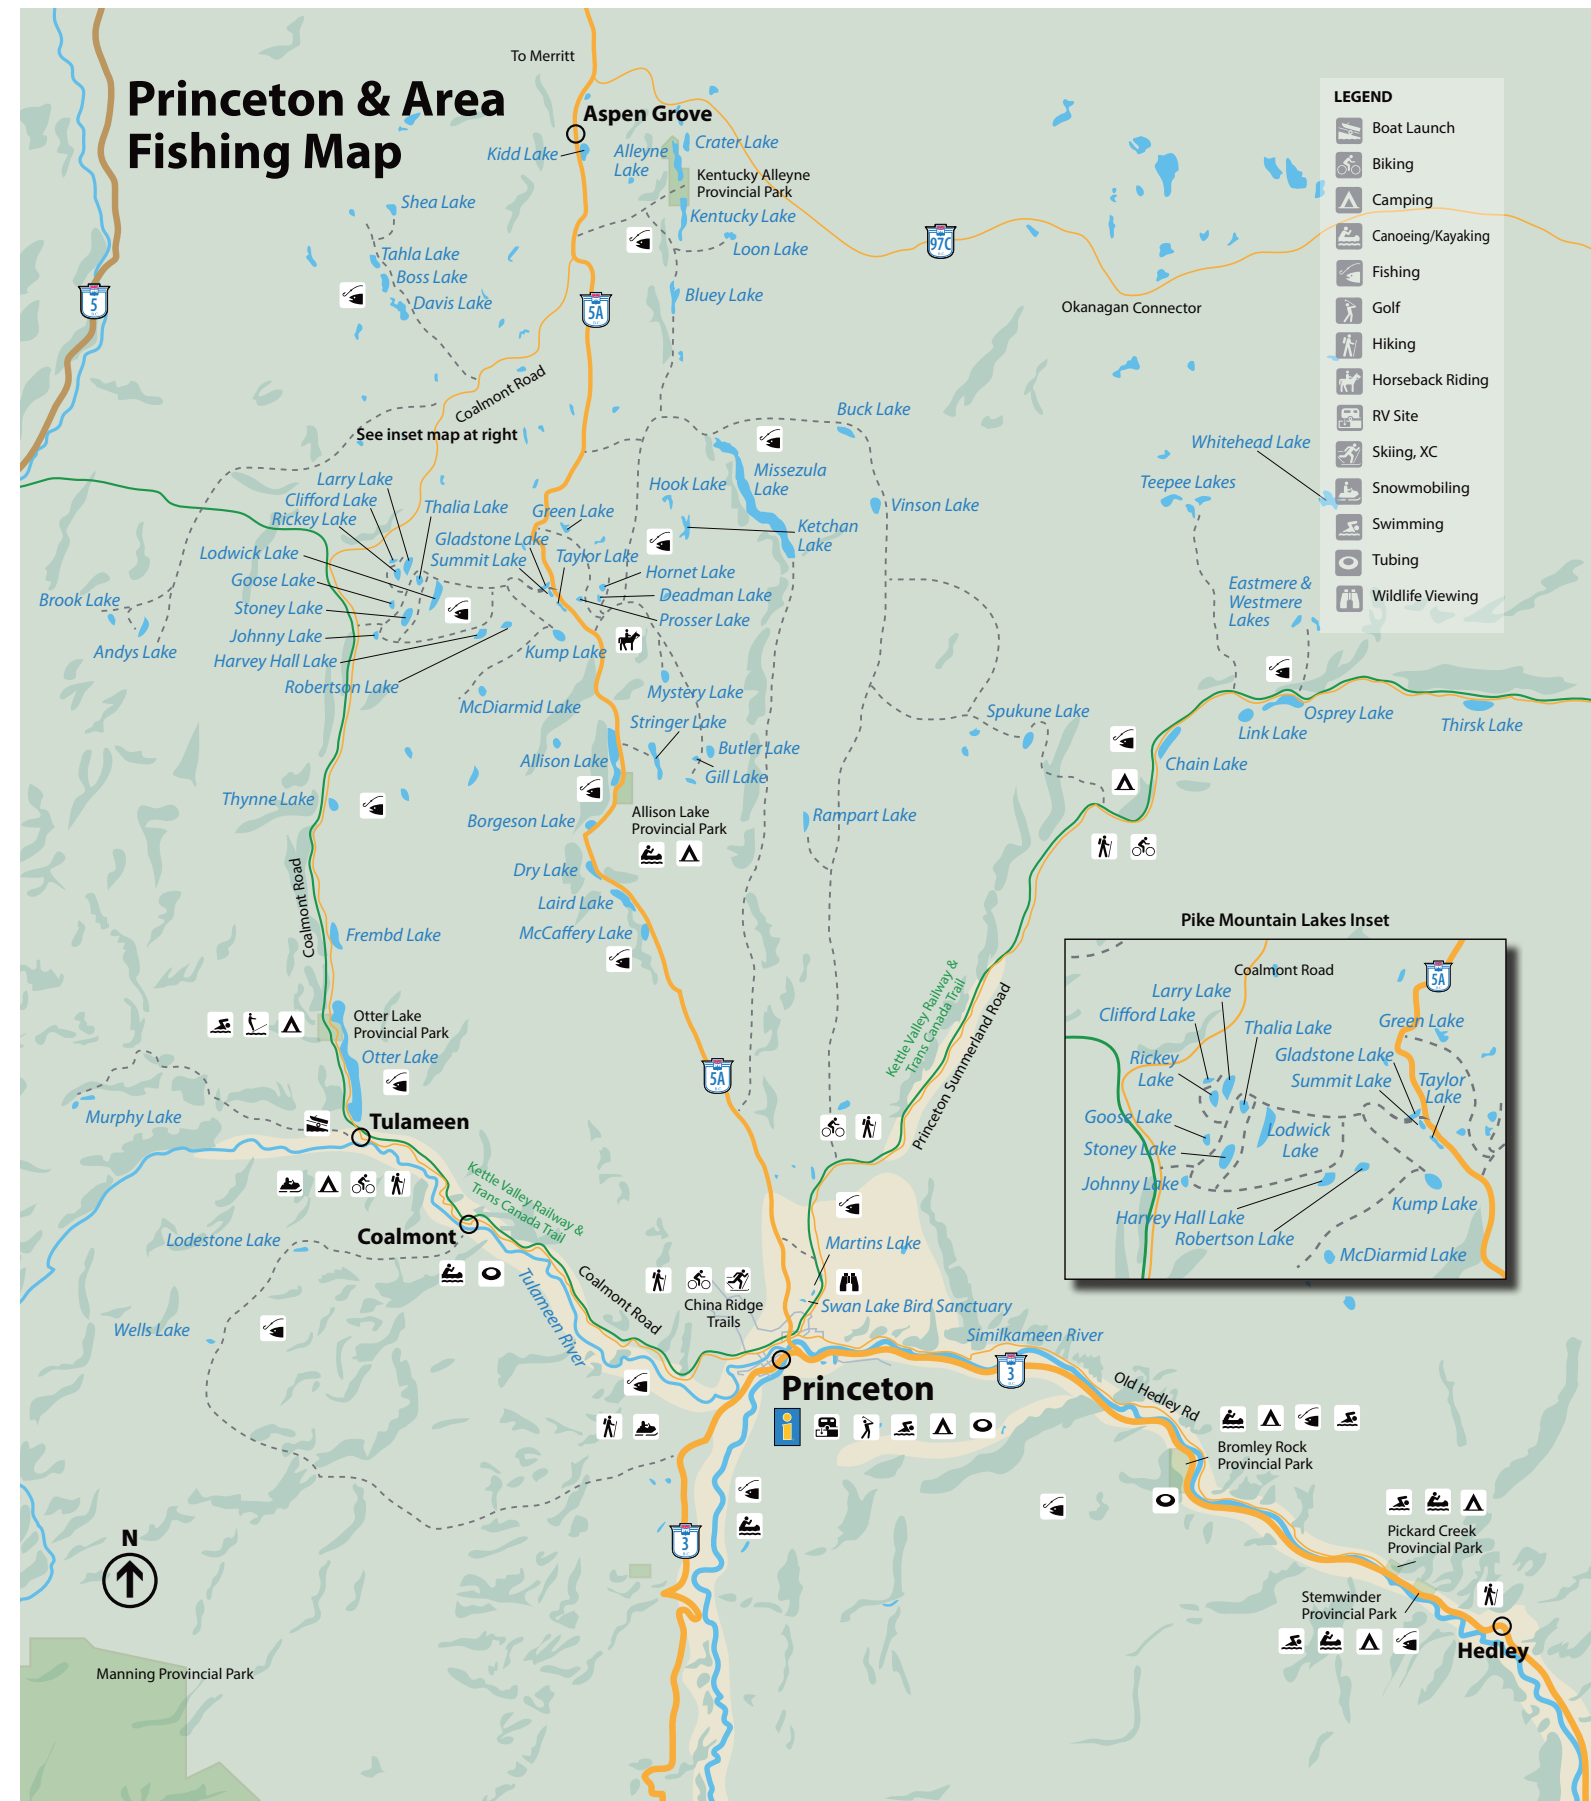 Princeton & Area
Fishing Map
To Merritt
Aspen Grove
Kidd Lake
Alleyne
Lake
Crater Lake
Kentucky Alleyne
Provincial Park
Kentucky Lake
Loon Lake
Bluey Lake
Shea Lake
Tahla Lake
Boss Lake
Davis Lake
5
5A
97C
Okanagan Connector
LEGEND
Boat Launch
Biking
Camping
Canoeing/Kayaking
Fishing
Golf
Hiking
Horseback Riding
RV Site
Skiing, XC
Snowmobiling
Swimming
Tubing
Wildlife Viewing
Coalmont Road
See inset map at right
Buck Lake
Missezula
Lake
Hook Lake
Vinson Lake
Ketchan
Lake
Whitehead Lake
Teepee Lakes
Eastmere &
Westmere
Lakes
Larry Lake
Clifford Lake
Rickey Lake
Thalia Lake
Green Lake
Gladstone Lake
Summit Lake
Taylor Lake
Lodwick Lake
Goose Lake
Stoney Lake
Johnny Lake
Harvey Hall Lake
Robertson Lake
Brook Lake
Andys Lake
Hornet Lake
Deadman Lake
Prosser Lake
Kump Lake
McDiarmid Lake
Mystery Lake
Stringer Lake
Butler Lake
Gill Lake
Allison Lake
Spukune Lake
Osprey Lake
Link Lake
Thirsk Lake
Chain Lake
Thynne Lake
Borgeson Lake
Allison Lake
Provincial Park
Rampart Lake
Dry Lake
Laird Lake
McCaffery Lake
Coalmont Road
Frembd Lake
Otter Lake
Provincial Park
Otter Lake
Kettle Valley Railway &
Trans Canada Trail
Princeton Summerland Road
5A
Murphy Lake
Tulameen
Kettle Valley Railway &
Trans Canada Trail
Coalmont
Lodestone Lake
Wells Lake
Tulameen River
Coalmont Road
China Ridge
Trails
Martins Lake
Swan Lake Bird Sanctuary
Similkameen River
Princeton
i
3
Old Hedley Rd
Bromley Rock
Provincial Park
Pickard Creek
Provincial Park
Stemwinder
Provincial Park
Hedley
3
N
Manning Provincial Park
Pike Mountain Lakes Inset
Coalmont Road
5A
Larry Lake
Clifford Lake
Thalia Lake
Green Lake
Rickey
Lake
Gladstone Lake
Summit Lake
Taylor
Lake
Goose Lake
Lodwick
Lake
Stoney Lake
Johnny Lake
Harvey Hall Lake
Robertson Lake
Kump Lake
McDiarmid Lake